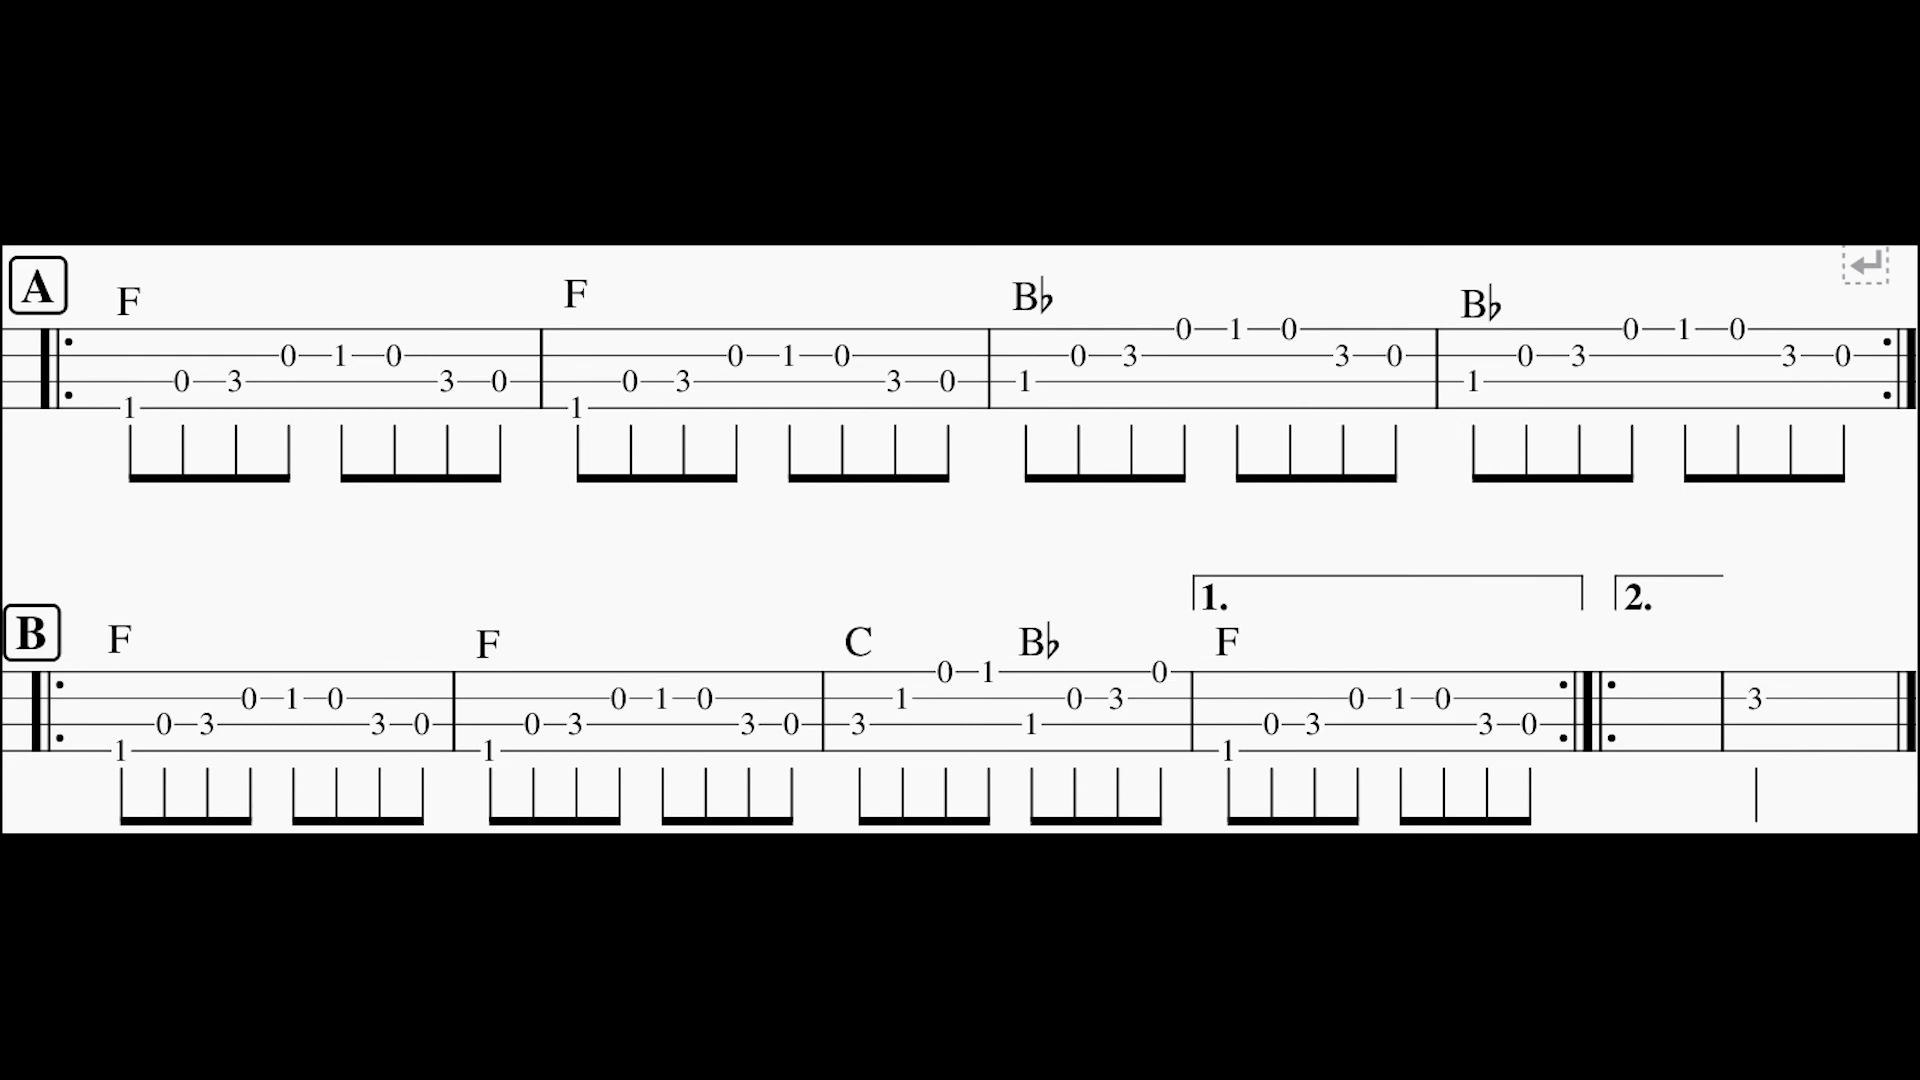 A
F F B♭ B♭
0 1 0 0 1 0
0 1 0 0 1 0 0 3 3 0 0 3 3 0
0 3 3 0 0 3 3 0 1 1
1 1
1. 2.
B
F F C B♭ F
0 1 0
0 1 0 0 1 0 1 0 3 0 1 0 3
0 3 3 0 0 3 3 0 3 1 0 3 3 0
1 1 1